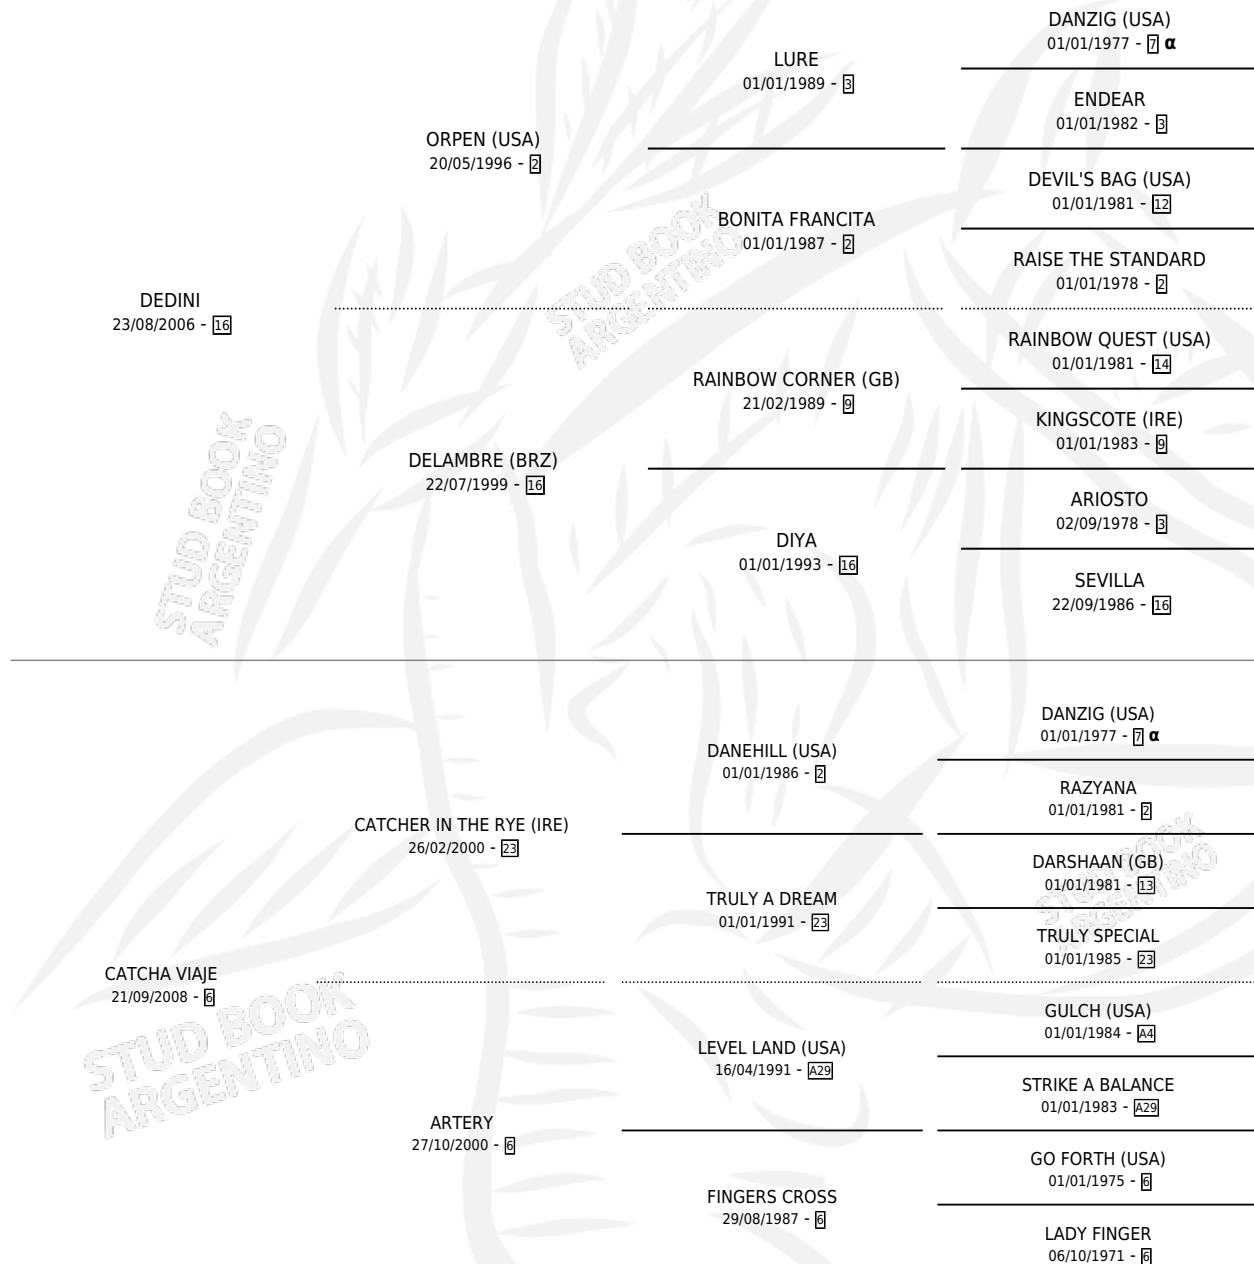 DANZIG (USA)
01/01/1977 - 7 α
LURE
01/01/1989 - 3
ENDEAR
01/01/1982 - 3
ORPEN (USA)
20/05/1996 - 2
DEVIL'S BAG (USA)
01/01/1981 - 12
BONITA FRANCITA
01/01/1987 - 2
RAISE THE STANDARD
01/01/1978 - 2
DEDINI
23/08/2006 - 16
RAINBOW QUEST (USA)
01/01/1981 - 14
RAINBOW CORNER (GB)
21/02/1989 - 9
KINGSCOTE (IRE)
01/01/1983 - 9
DELAMBRE (BRZ)
22/07/1999 - 16
ARIOSTO
02/09/1978 - 3
DIYA
01/01/1993 - 16
SEVILLA
22/09/1986 - 16
DANZIG (USA)
01/01/1977 - 7 α
DANEHILL (USA)
01/01/1986 - 2
RAZYANA
01/01/1981 - 2
CATCHER IN THE RYE (IRE)
26/02/2000 - 23
DARSHAAN (GB)
01/01/1981 - 13
TRULY A DREAM
01/01/1991 - 23
TRULY SPECIAL
01/01/1985 - 23
CATCHA VIAJE
21/09/2008 - 6
GULCH (USA)
01/01/1984 - A4
LEVEL LAND (USA)
16/04/1991 - A29
STRIKE A BALANCE
01/01/1983 - A29
ARTERY
27/10/2000 - 6
GO FORTH (USA)
01/01/1975 - 6
FINGERS CROSS
29/08/1987 - 6
LADY FINGER
06/10/1971 - 6
STUD BOOK
ARGENTINO
STUD BOOK
ARGENTINO
STUD BOOK
ARGENTINO
STUD BOOK
ARGENTINO